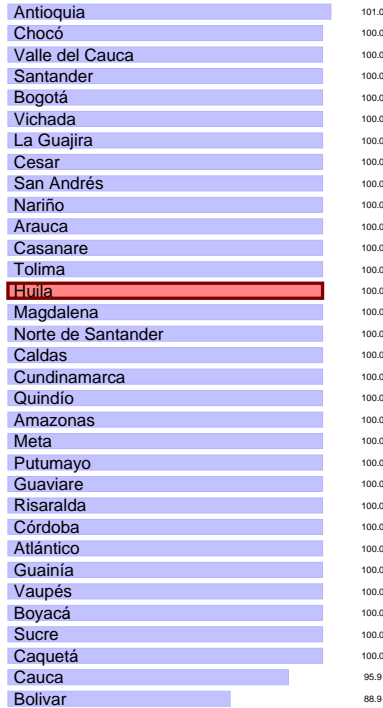 Antioquia 101.0
Chocó 100.0
Valle del Cauca 100.0
Santander 100.0
Bogotá 100.0
Vichada 100.0
La Guajira 100.0
Cesar 100.0
San Andrés 100.0
Nariño 100.0
Arauca 100.0
Casanare 100.0
Tolima 100.0
Huila 100.0
Magdalena 100.0
Norte de Santander 100.0
Caldas 100.0
Cundinamarca 100.0
Quindío 100.0
Amazonas 100.0
Meta 100.0
Putumayo 100.0
Guaviare 100.0
Risaralda 100.0
Córdoba 100.0
Atlántico 100.0
Guainía 100.0
Vaupés 100.0
Boyacá 100.0
Sucre 100.0
Caquetá 100.0
Cauca 95.9
Bolivar 88.9